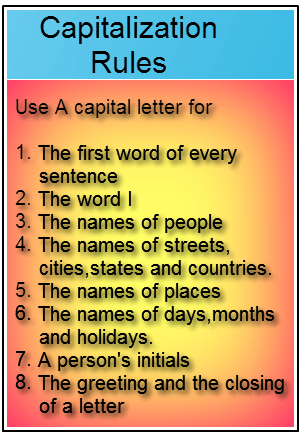 Capitalization
Rules
Use A capital letter for
1. The first word of every
sentence
2. The word I
3. The names of people
4. The names of streets,
cities,states and countries.
5. The names of places
6. The names of days,months
and holidays.
7. A person's initials
8. The greeting and the closing
of a letter